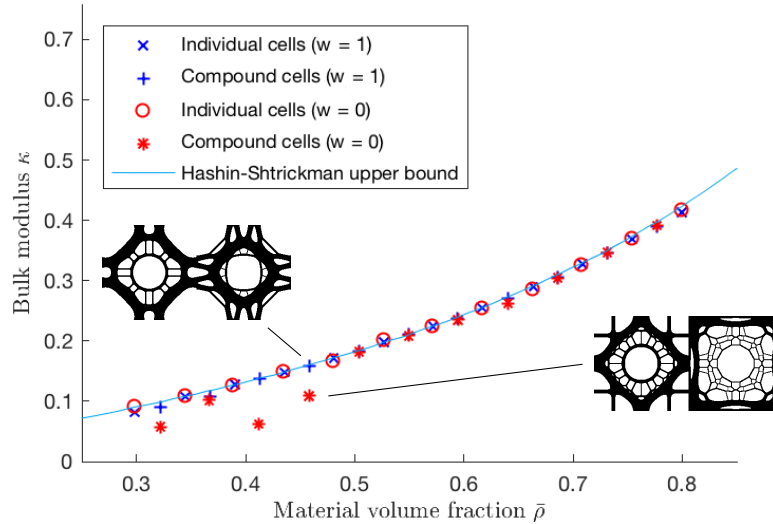 0.7
0.6
0.5
0.4
0.3
0.2
0.1
0
Bulk modulus κ
Individual cells (w = 1)
Compound cells (w = 1)
Individual cells (w = 0)
Compound cells (w = 0)
Hashin-Shtrickman upper bound
0.3 0.4 0.5 0.6 0.7 0.8
Material volume fraction ρ̄